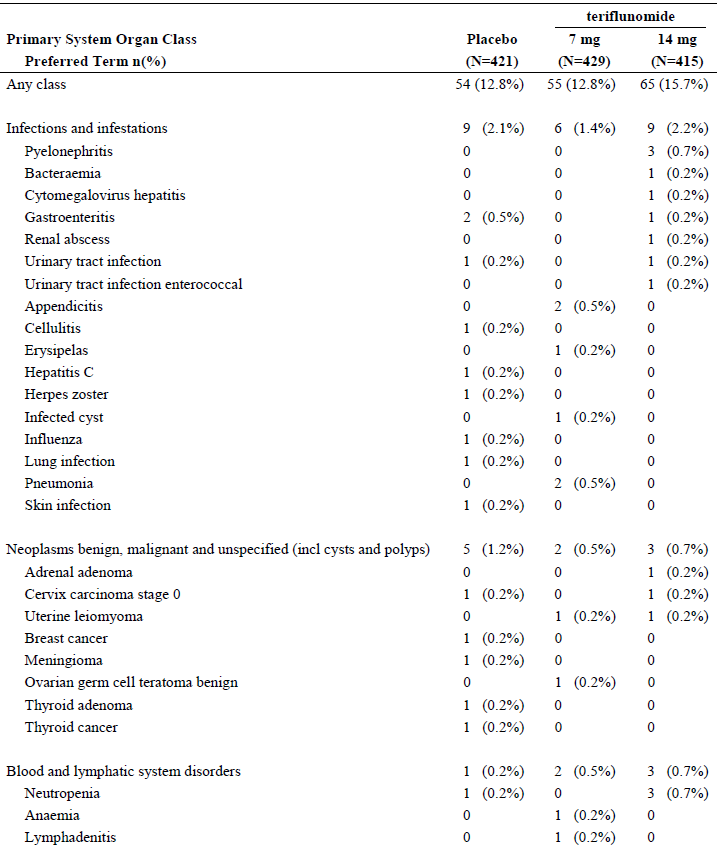 teriflunomide
Primary System Organ Class Placebo 7 mg 14 mg
Preferred Term n(%) (N=421) (N=429) (N=415)
Any class 54 (12.8%) 55 (12.8%) 65 (15.7%)
Infections and infestations 9 (2.1%) 6 (1.4%) 9 (2.2%)
Pyelonephritis 0 0 3 (0.7%)
Bacteraemia 0 0 1 (0.2%)
Cytomegalovirus hepatitis 0 0 1 (0.2%)
Gastroenteritis 2 (0.5%) 0 1 (0.2%)
Renal abscess 0 0 1 (0.2%)
Urinary tract infection 1 (0.2%) 0 1 (0.2%)
Urinary tract infection enterococcal 0 0 1 (0.2%)
Appendicitis 0 2 (0.5%) 0
Cellulitis 1 (0.2%) 0 0
Erysipelas 0 1 (0.2%) 0
Hepatitis C 1 (0.2%) 0 0
Herpes zoster 1 (0.2%) 0 0
Infected cyst 0 1 (0.2%) 0
Influenza 1 (0.2%) 0 0
Lung infection 1 (0.2%) 0 0
Pneumonia 0 2 (0.5%) 0
Skin infection 1 (0.2%) 0 0
Neoplasms benign, malignant and unspecified (incl cysts and polyps) 5 (1.2%) 2 (0.5%) 3 (0.7%)
Adrenal adenoma 0 0 1 (0.2%)
Cervix carcinoma stage 0 1 (0.2%) 0 1 (0.2%)
Uterine leiomyoma 0 1 (0.2%) 1 (0.2%)
Breast cancer 1 (0.2%) 0 0
Meningioma 1 (0.2%) 0 0
Ovarian germ cell teratoma benign 0 1 (0.2%) 0
Thyroid adenoma 1 (0.2%) 0 0
Thyroid cancer 1 (0.2%) 0 0
Blood and lymphatic system disorders 1 (0.2%) 2 (0.5%) 3 (0.7%)
Neutropenia 1 (0.2%) 0 3 (0.7%)
Anaemia 0 1 (0.2%) 0
Lymphadenitis 0 1 (0.2%) 0